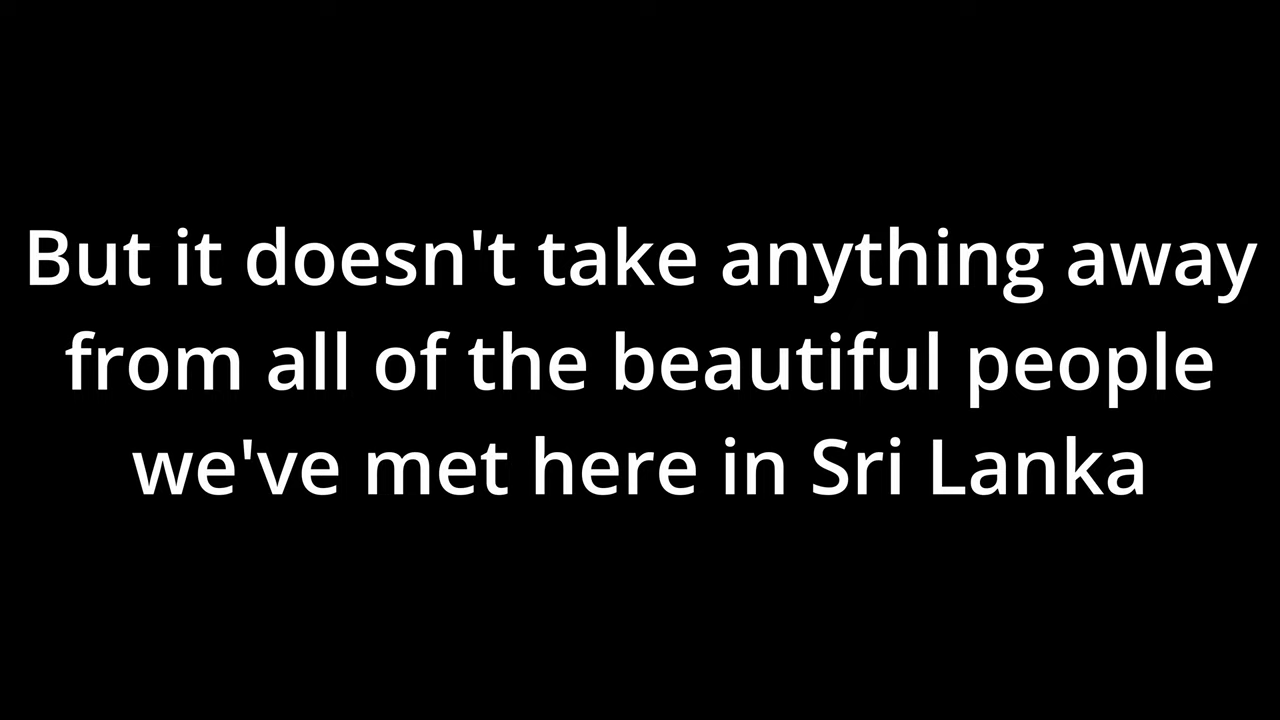 But it doesn't take anything away
from all of the beautiful people
we've met here in Sri Lanka